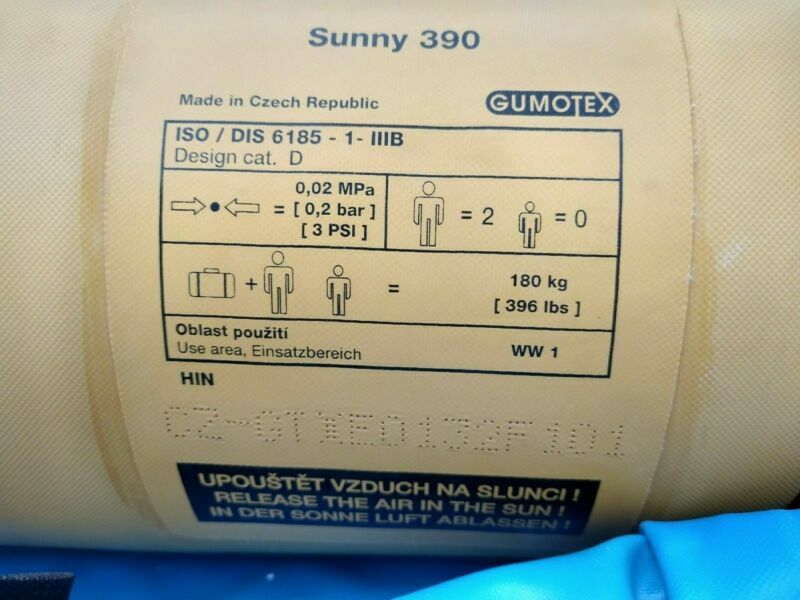 Sunny 390
Made in Czech Republic GUMOTEX
ISO / DIS 6185 - 1- IIIB
Design cat. D
0,02 MPa
= [ 0,2 bar ]
[ 3 PSI ]
= 2 = 0
+ = 180 kg
[ 396 lbs ]
Oblast použití
Use area, Einsatzbereich WW 1
HIN
UPOUŠTĚT VZDUCH NA SLUNCI !
RELEASE THE AIR IN THE SUN !
IN DER SONNE LUFT ABLASSEN !